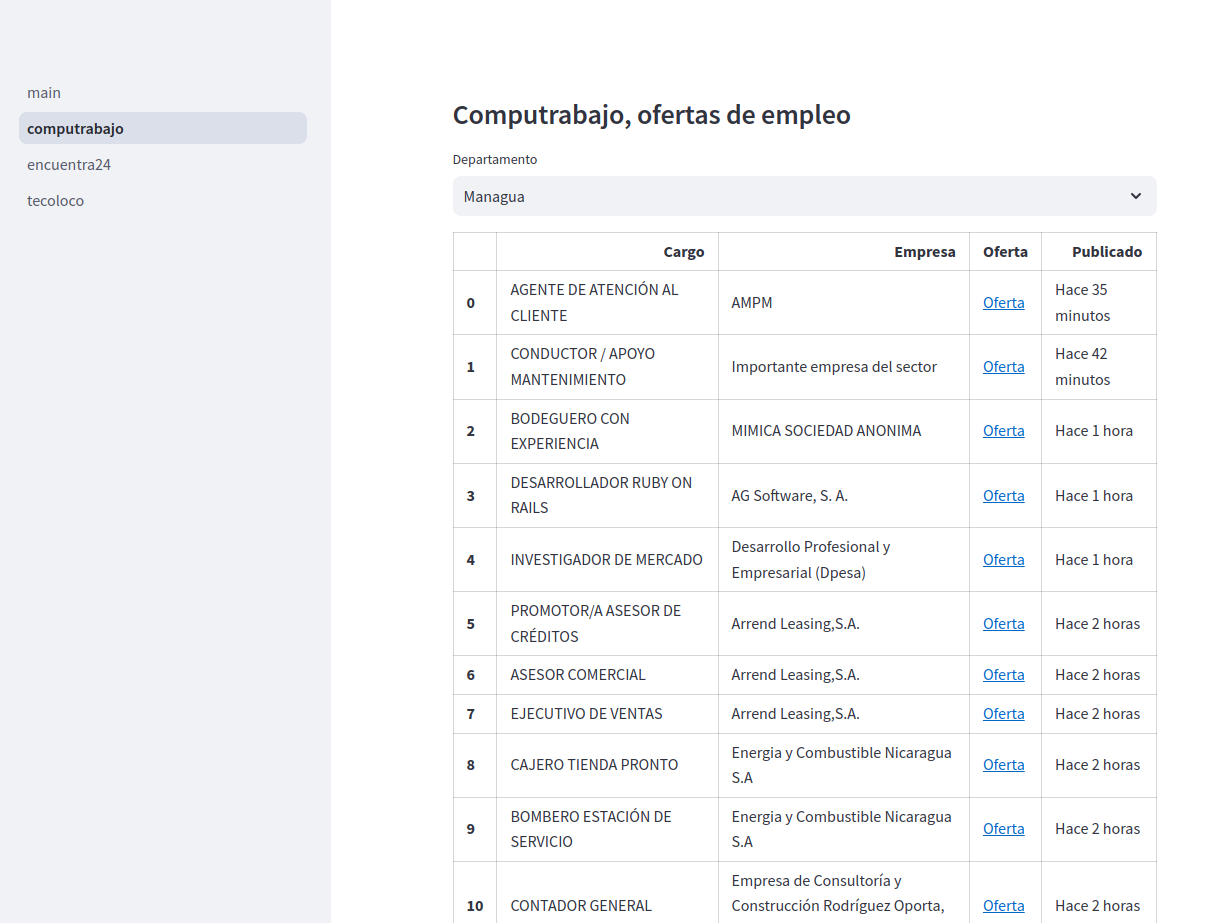 main
computrabajo
encuentra24
tecoloco
Computrabajo, ofertas de empleo
Departamento
Managua
Cargo Empresa Oferta Publicado
0 AGENTE DE ATENCIÓN AL CLIENTE AMPM Oferta Hace 35 minutos
1 CONDUCTOR / APOYO MANTENIMIENTO Importante empresa del sector Oferta Hace 42 minutos
2 BODEGUERO CON EXPERIENCIA MIMICA SOCIEDAD ANONIMA Oferta Hace 1 hora
3 DESARROLLADOR RUBY ON RAILS AG Software, S. A. Oferta Hace 1 hora
4 INVESTIGADOR DE MERCADO Desarrollo Profesional y Empresarial (Dpesa) Oferta Hace 1 hora
5 PROMOTOR/A ASESOR DE CRÉDITOS Arrend Leasing,S.A. Oferta Hace 2 horas
6 ASESOR COMERCIAL Arrend Leasing,S.A. Oferta Hace 2 horas
7 EJECUTIVO DE VENTAS Arrend Leasing,S.A. Oferta Hace 2 horas
8 CAJERO TIENDA PRONTO Energia y Combustible Nicaragua S.A Oferta Hace 2 horas
9 BOMBERO ESTACIÓN DE SERVICIO Energia y Combustible Nicaragua S.A Oferta Hace 2 horas
10 CONTADOR GENERAL Empresa de Consultoría y Construcción Rodríguez Oporta, Oferta Hace 2 horas